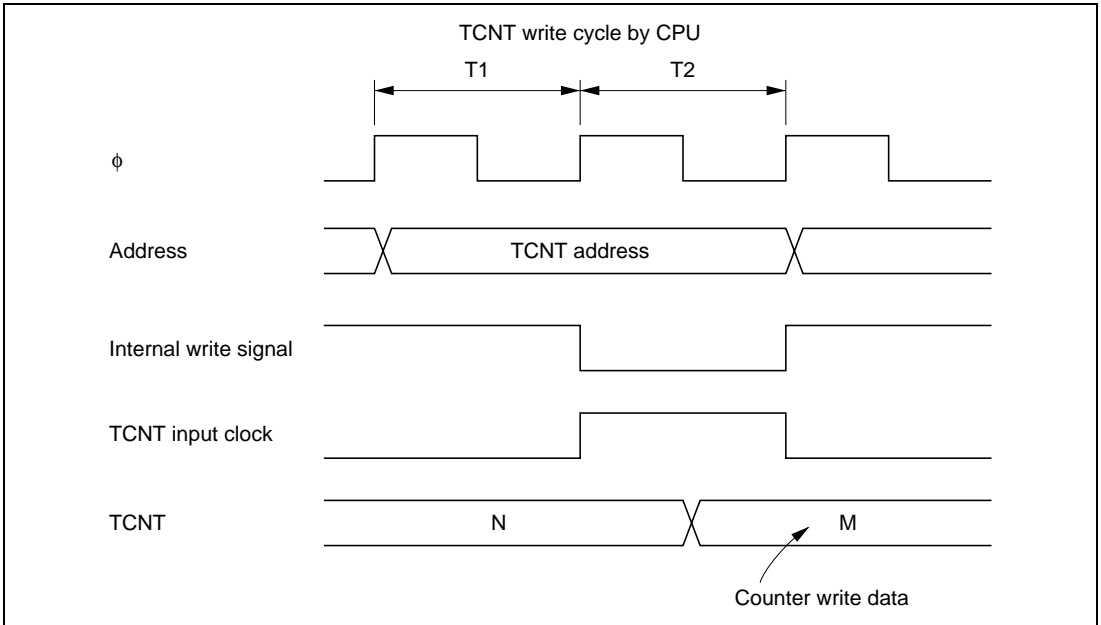 TCNT write cycle by CPU
T1 T2
ϕ
Address TCNT address
Internal write signal
TCNT input clock
TCNT N M
Counter write data